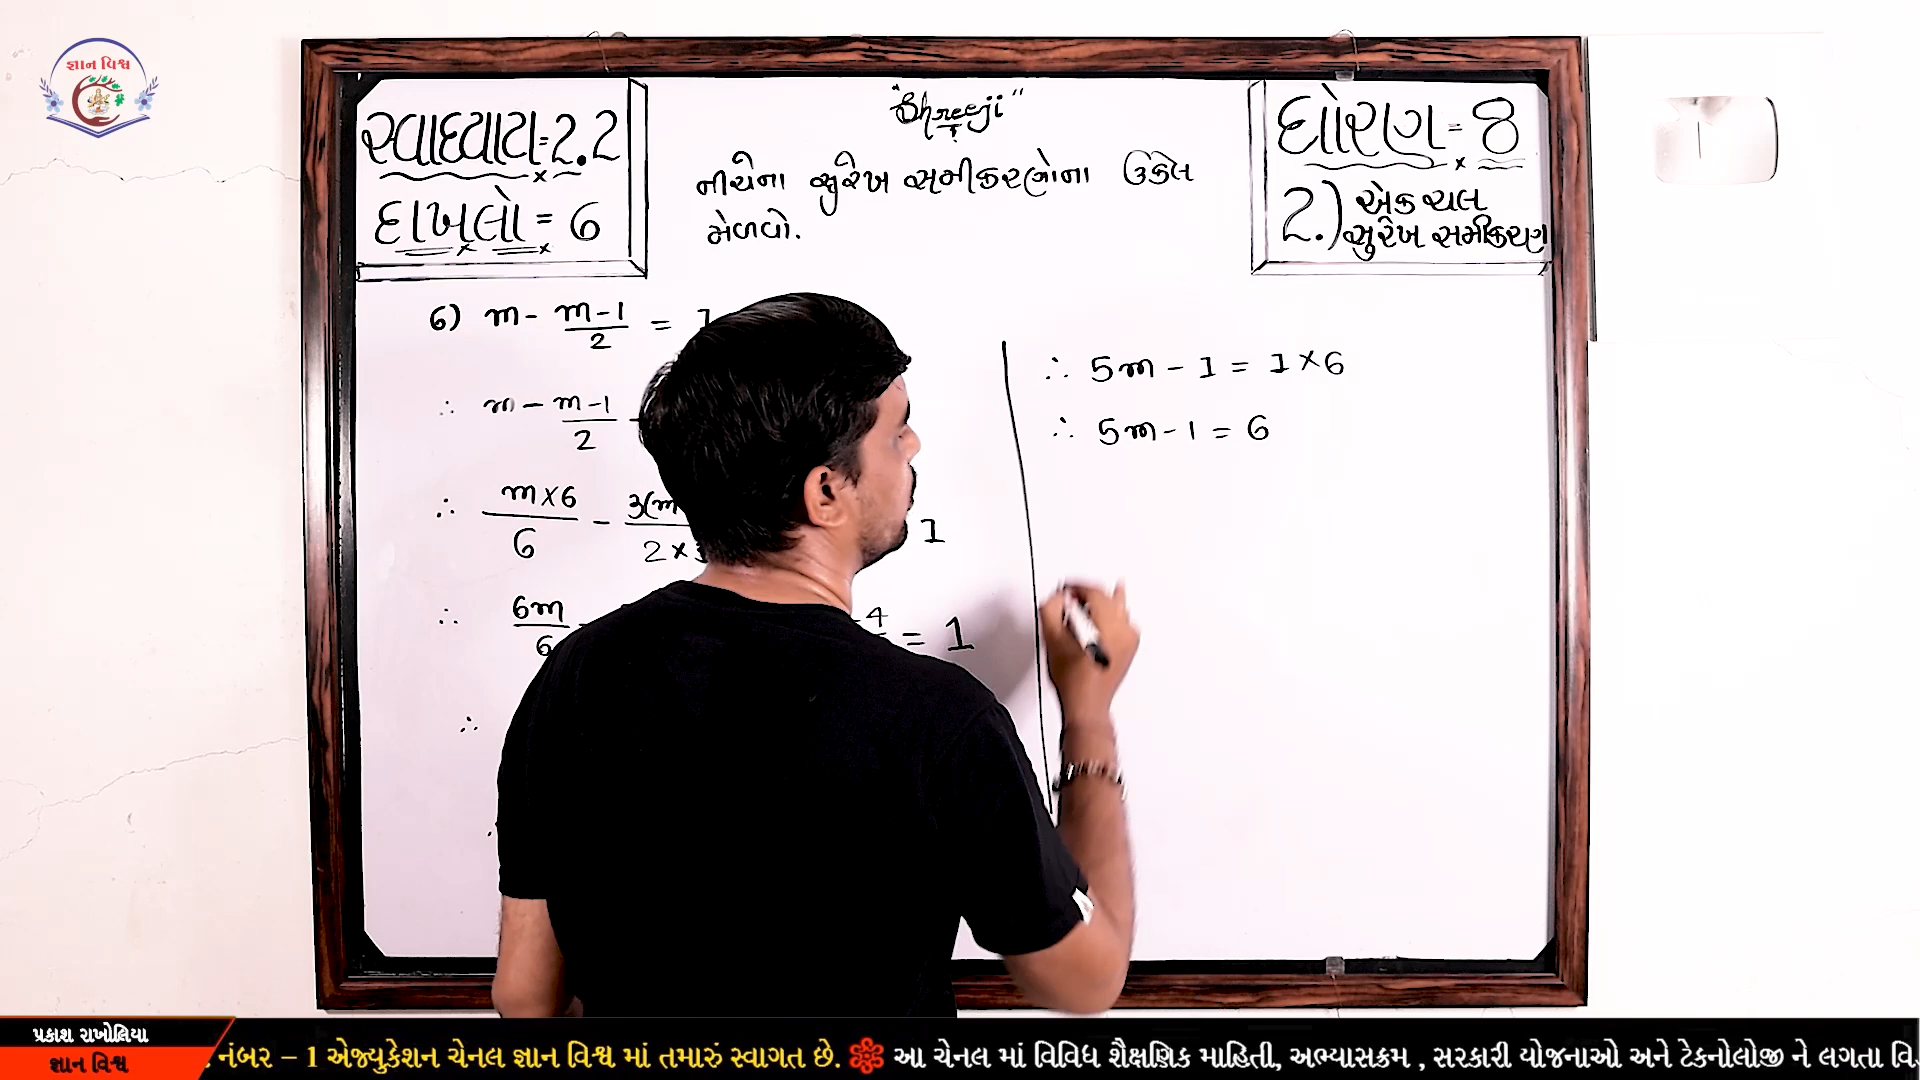 જ્ઞાન વિશ્વ
સ્વાધ્યાય = 2.2
દાખલો = 6
"Shreeji"
નીચેના સુરેખ સમીકરણોના ઉકેલ
મેળવો.
ધોરણ = 8
2.) એક ચલ
સુરેખ સમીકરણ
6) m - m-1/2 = 1
∴ m - m-1/2 -
∴ m×6/6 - 3(m / 2×3 1
∴ 6m/6 - 4 = 1
∴
∴ 5m - 1 = 1×6
∴ 5m - 1 = 6
પ્રકાશ રાખોલિયા
જ્ઞાન વિશ્વ
નંબર – 1 એજ્યુકેશન ચેનલ જ્ઞાન વિશ્વ માં તમારું સ્વાગત છે. આ ચેનલ માં વિવિધ શૈક્ષણિક માહિતી, અભ્યાસક્રમ , સરકારી યોજનાઓ અને ટેકનોલોજી ને લગતા વિ